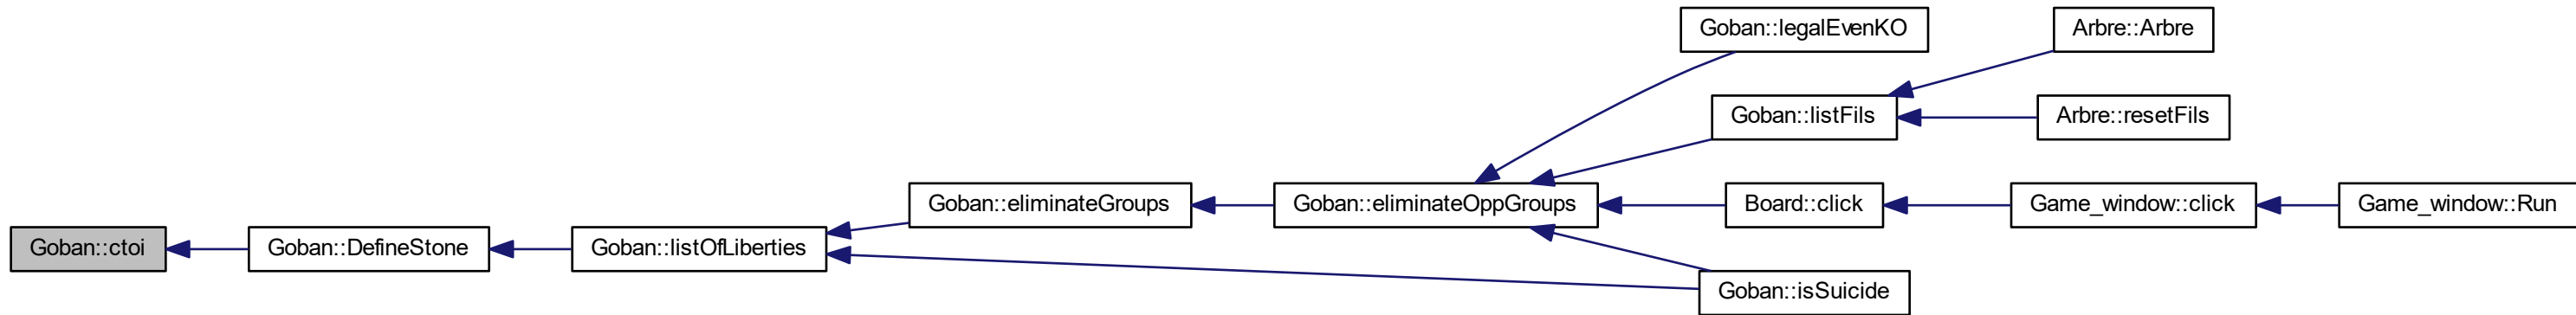 Goban::ctoi
Goban::DefineStone
Goban::listOfLiberties
Goban::eliminateGroups
Goban::eliminateOppGroups
Goban::legalEvenKO
Goban::listFils
Arbre::Arbre
Arbre::resetFils
Board::click
Game_window::click
Game_window::Run
Goban::isSuicide